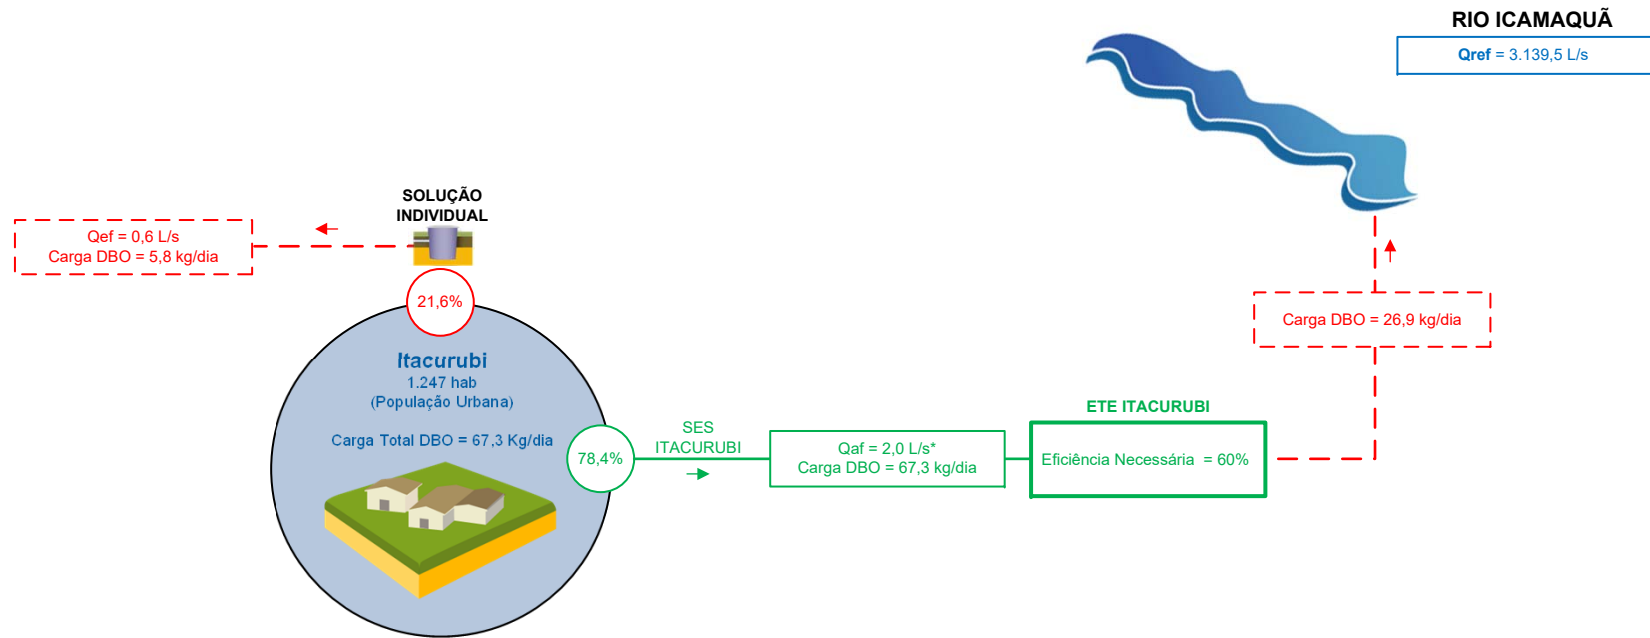 RIO ICAMAQUÃ
Qref = 3.139,5 L/s
SOLUÇÃO
INDIVIDUAL
Qef = 0,6 L/s
Carga DBO = 5,8 kg/dia
21,6%
Itacurubi
1.247 hab
(População Urbana)
Carga Total DBO = 67,3 Kg/dia
78,4%
SES
ITACURUBI
Qaf = 2,0 L/s*
Carga DBO = 67,3 kg/dia
ETE ITACURUBI
Eficiência Necessária = 60%
Carga DBO = 26,9 kg/dia